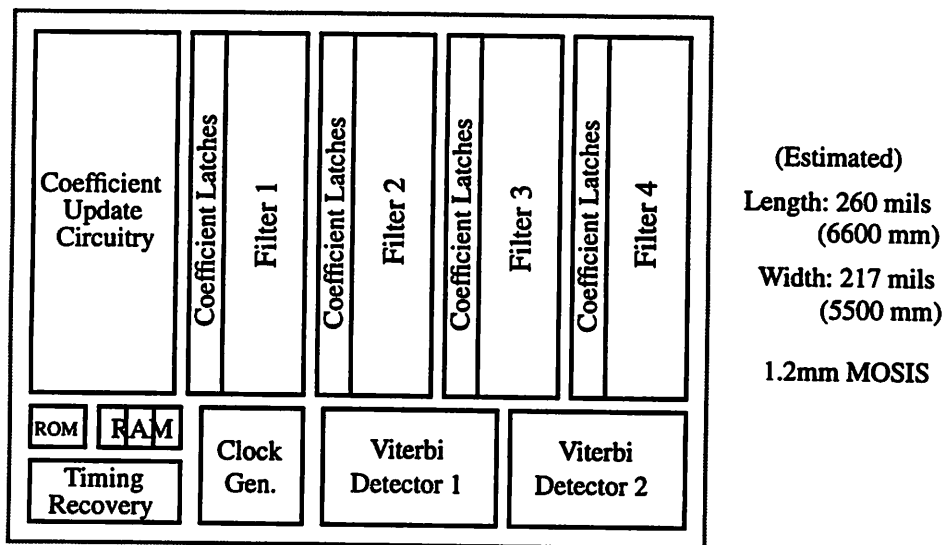 Coefficient
Update
Circuitry
Coefficient Latches
Filter 1
Coefficient Latches
Filter 2
Coefficient Latches
Filter 3
Coefficient Latches
Filter 4
ROM
RAM
Timing
Recovery
Clock
Gen.
Viterbi
Detector 1
Viterbi
Detector 2
(Estimated)
Length: 260 mils
(6600 mm)
Width: 217 mils
(5500 mm)
1.2mm MOSIS